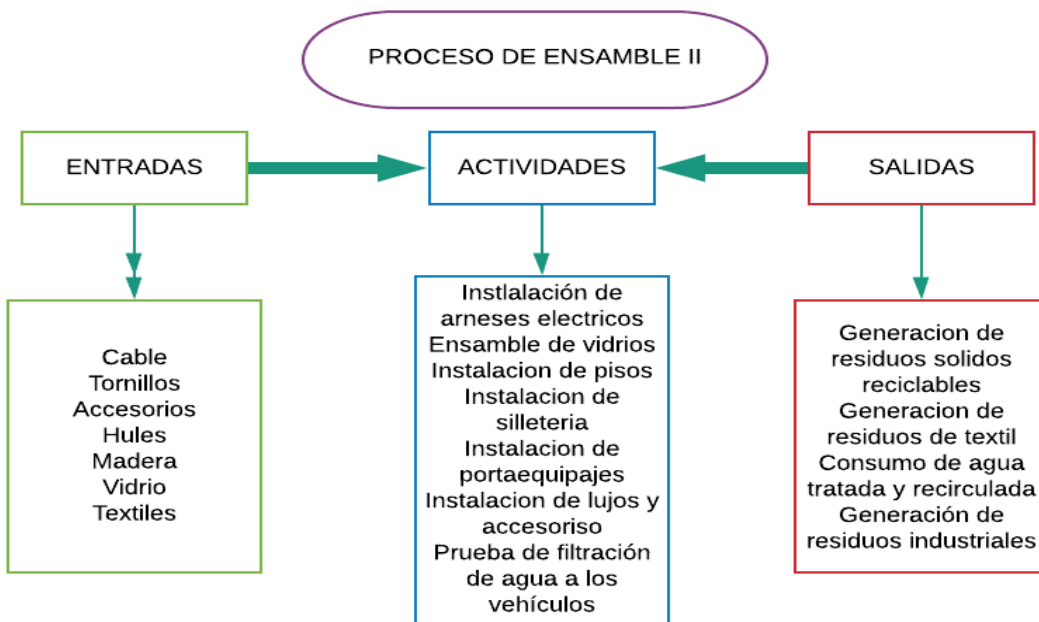 PROCESO DE ENSAMBLE II
ENTRADAS
ACTIVIDADES
SALIDAS
Cable
Tornillos
Accesorios
Hules
Madera
Vidrio
Textiles
Instlalación de
arneses electricos
Ensamble de vidrios
Instalacion de pisos
Instalacion de
silleteria
Instalacion de
portaequipajes
Instalacion de lujos y
accesoriso
Prueba de filtración
de agua a los
vehículos
Generacion de
residuos solidos
reciclables
Generacion de
residuos de textil
Consumo de agua
tratada y recirculada
Generación de
residuos industriales